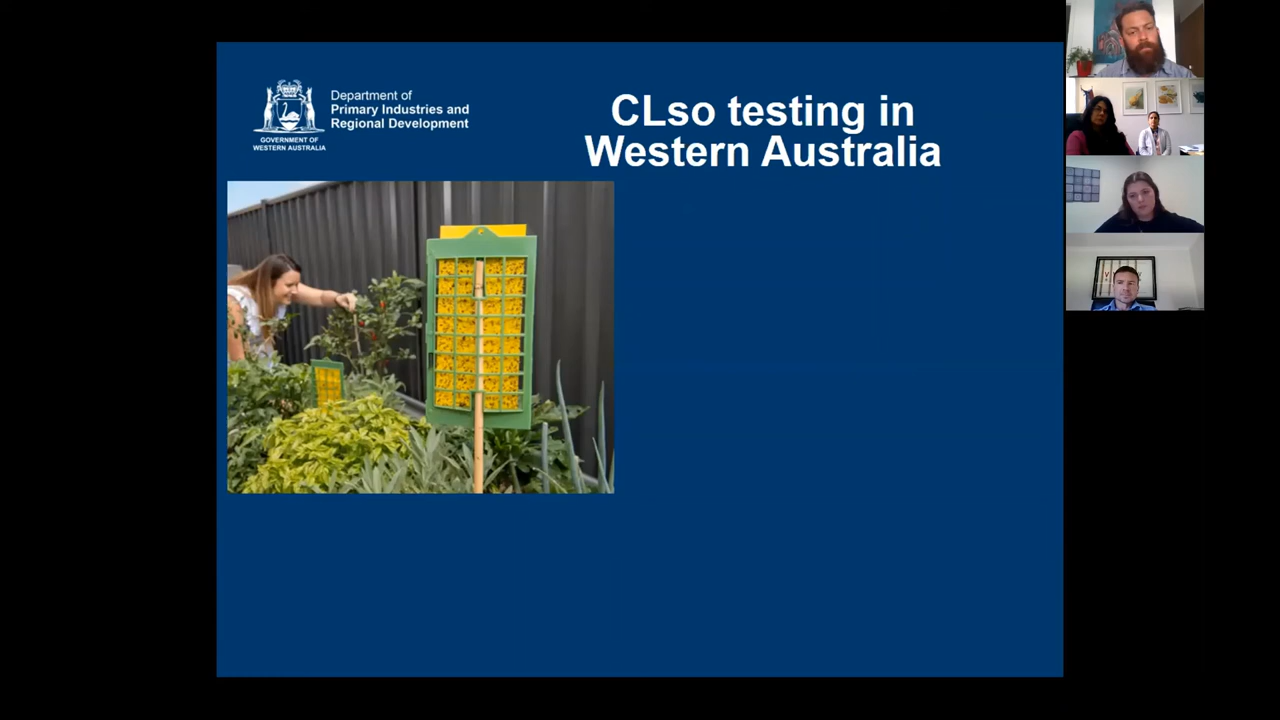 Department of
Primary Industries and
Regional Development
GOVERNMENT OF
WESTERN AUSTRALIA
CLso testing in
Western Australia